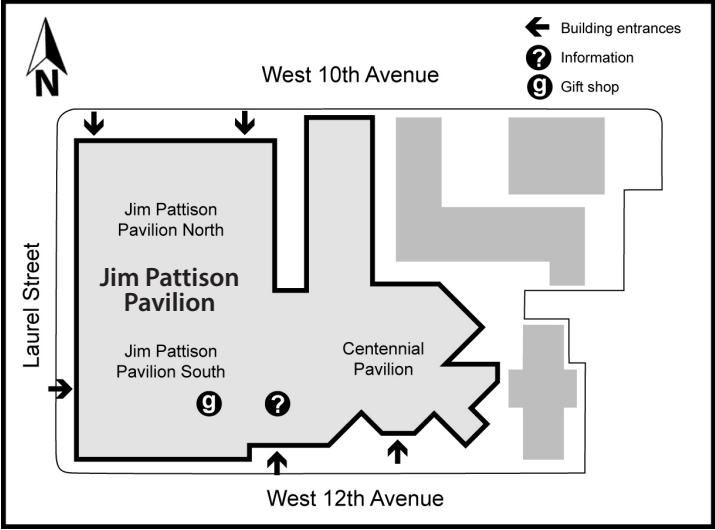 Building entrances
? Information
g Gift shop
N
West 10th Avenue
Jim Pattison
Pavilion North
Jim Pattison
Pavilion
Laurel Street
Jim Pattison
Pavilion South
Centennial
Pavilion
g ?
West 12th Avenue